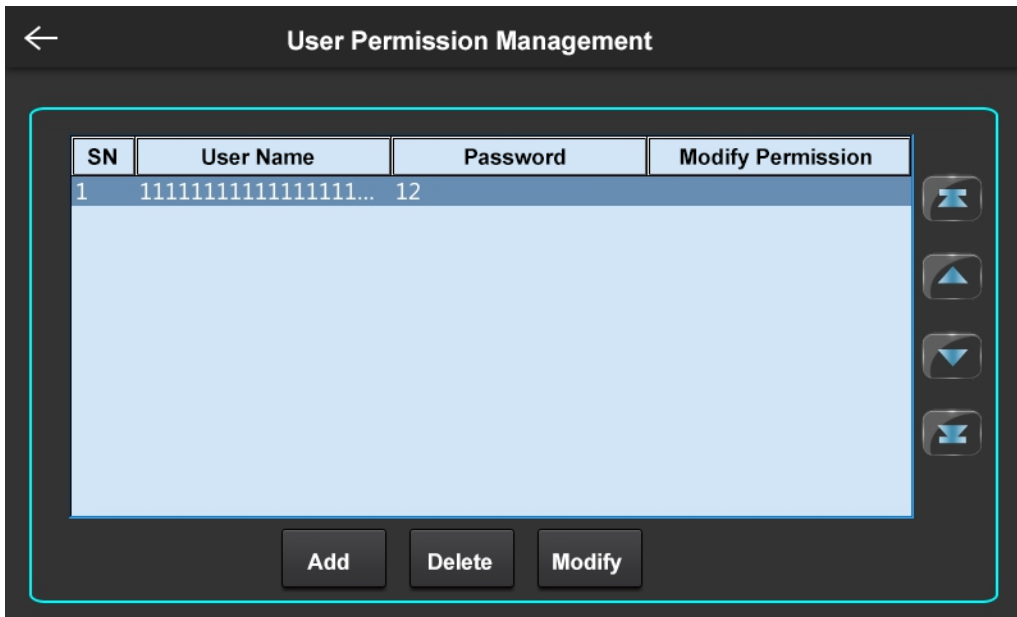 User Permission Management
SN User Name Password Modify Permission
1 11111111111111111... 12
Add Delete Modify